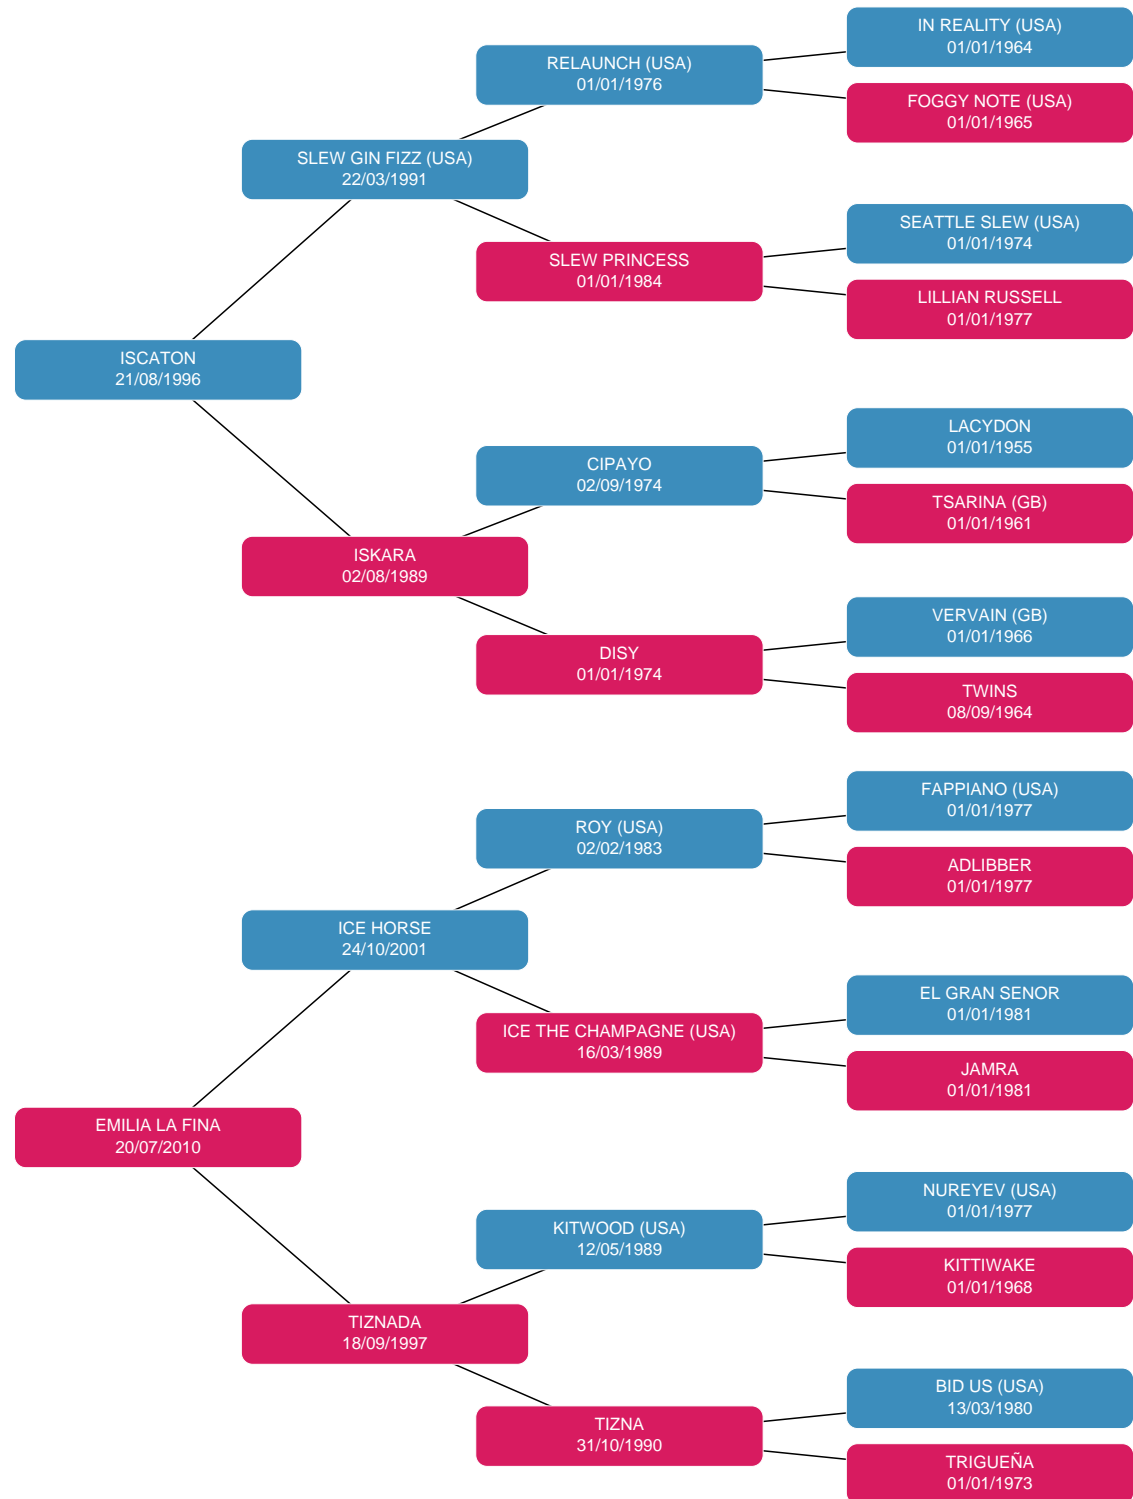 IN REALITY (USA)
01/01/1964
RELAUNCH (USA)
01/01/1976
FOGGY NOTE (USA)
01/01/1965
SLEW GIN FIZZ (USA)
22/03/1991
SEATTLE SLEW (USA)
01/01/1974
SLEW PRINCESS
01/01/1984
LILLIAN RUSSELL
01/01/1977
ISCATON
21/08/1996
LACYDON
01/01/1955
CIPAYO
02/09/1974
TSARINA (GB)
01/01/1961
ISKARA
02/08/1989
VERVAIN (GB)
01/01/1966
DISY
01/01/1974
TWINS
08/09/1964
FAPPIANO (USA)
01/01/1977
ROY (USA)
02/02/1983
ADLIBBER
01/01/1977
ICE HORSE
24/10/2001
EL GRAN SENOR
01/01/1981
ICE THE CHAMPAGNE (USA)
16/03/1989
JAMRA
01/01/1981
EMILIA LA FINA
20/07/2010
NUREYEV (USA)
01/01/1977
KITWOOD (USA)
12/05/1989
KITTIWAKE
01/01/1968
TIZNADA
18/09/1997
BID US (USA)
13/03/1980
TIZNA
31/10/1990
TRIGUEÑA
01/01/1973